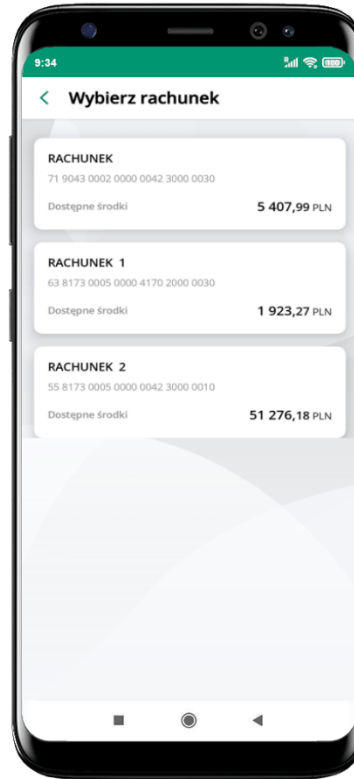 9:34
Wybierz rachunek
RACHUNEK
71 9043 0002 0000 0042 3000 0030
Dostępne środki 5 407,99 PLN
RACHUNEK 1
63 8173 0005 0000 4170 2000 0030
Dostępne środki 1 923,27 PLN
RACHUNEK 2
55 8173 0005 0000 0042 3000 0010
Dostępne środki 51 276,18 PLN